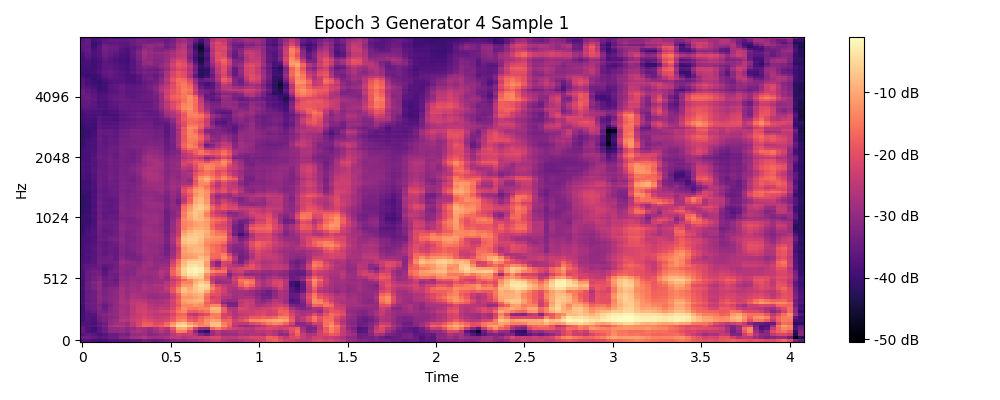 Epoch 3 Generator 4 Sample 1
Hz
4096
2048
1024
512
0
0 0.5 1 1.5 2 2.5 3 3.5 4
Time
-10 dB
-20 dB
-30 dB
-40 dB
-50 dB